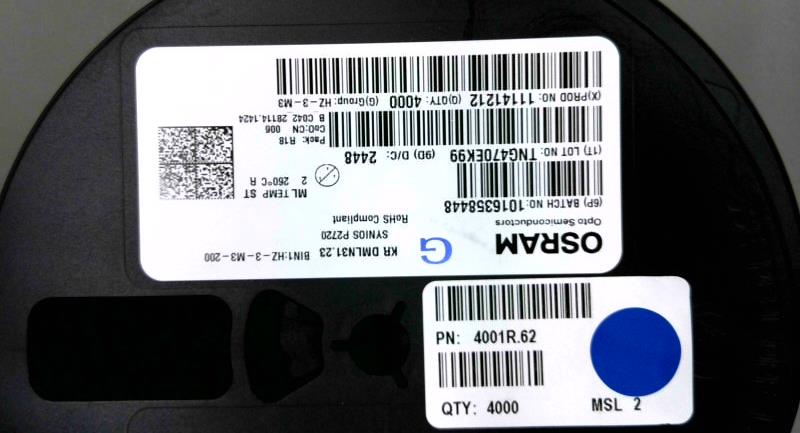 OSRAM
Opto Semiconductors
G
KR DMLN31.23 BIN1:HZ-3-M3-200
SYNIOS P2720
RoHS Compliant
(6P) BATCH NO: 1016358448
ML TEMP ST
2 260°C R
(1T) LOT NO: TNG470EK99 (9D) D/C: 2448
Pack: R18
CoO:CN 006
B C042 28114.1424
(X)PROD NO: 11141212 (Q)QTY: 4000 (G)Group: HZ-3-M3
PN: 4001R.62
QTY: 4000
MSL 2